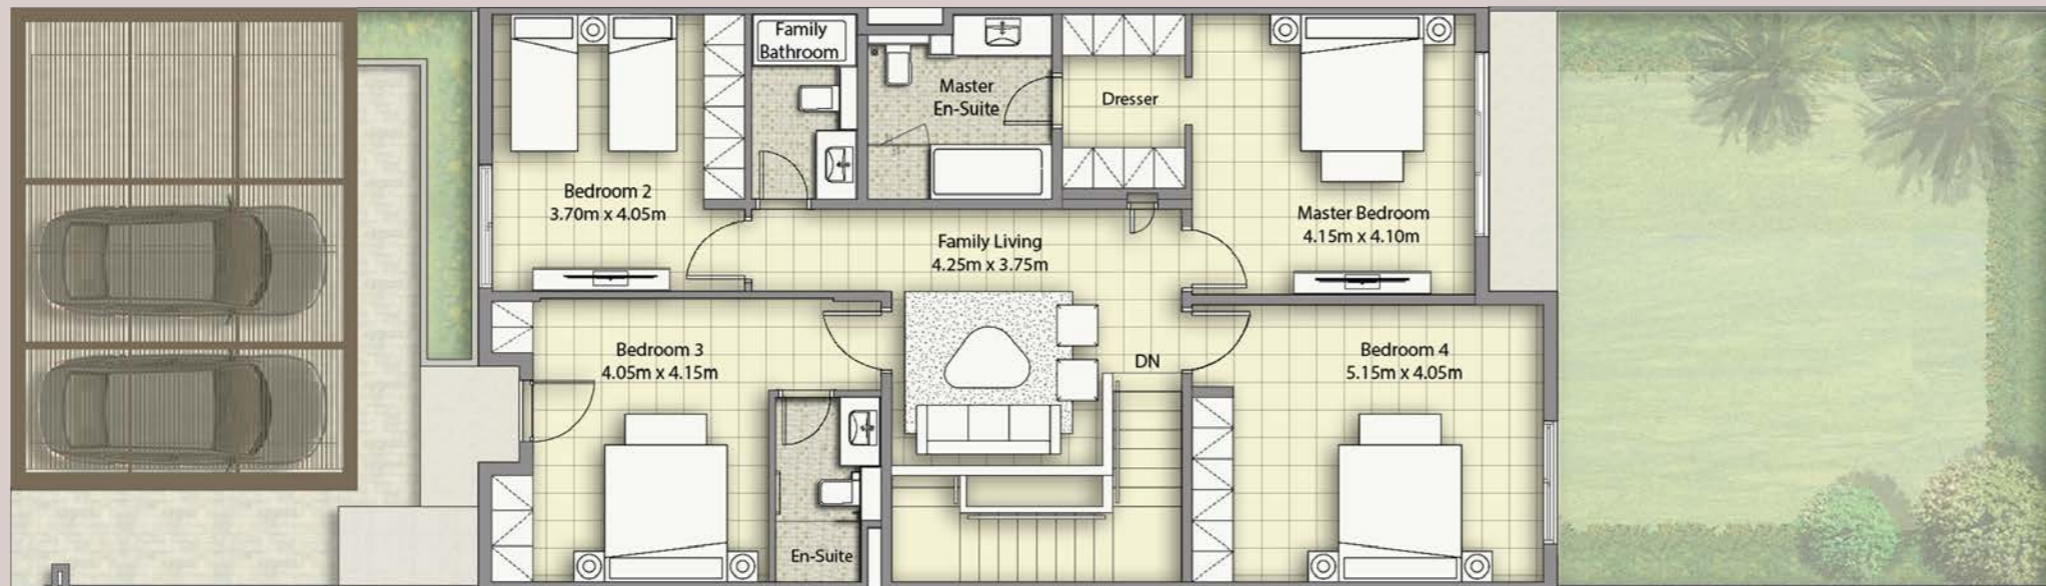 Family
Bathroom
Master
En-Suite
Dresser
Bedroom 2
3.70m x 4.05m
Family Living
4.25m x 3.75m
Master Bedroom
4.15m x 4.10m
Bedroom 3
4.05m x 4.15m
DN
Bedroom 4
5.15m x 4.05m
En-Suite